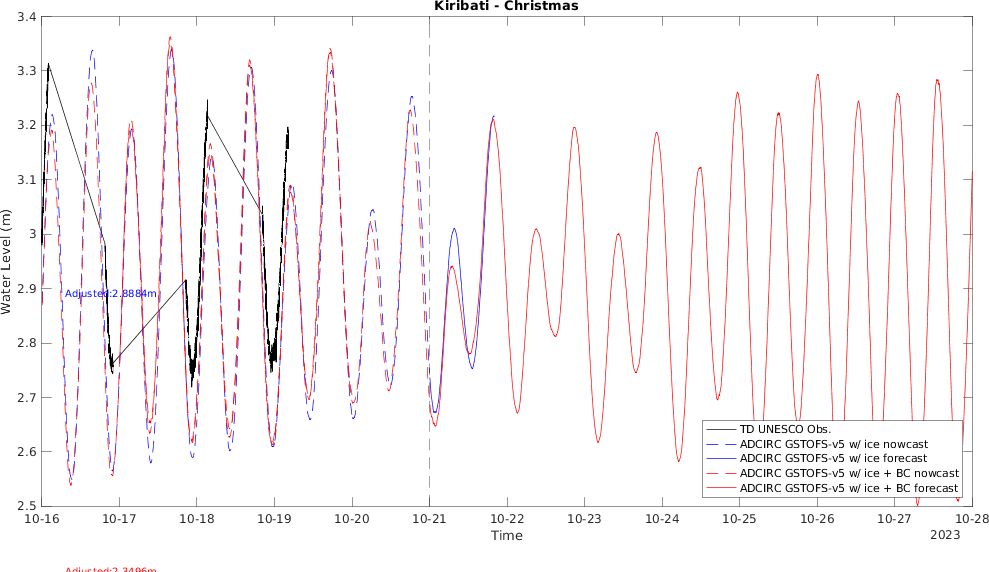 Kiribati - Christmas
3.4
3.3
3.2
3.1
3
2.9
2.8
2.7
2.6
2.5
Water Level (m)
Adjusted:2.8884m
TD UNESCO Obs.
ADCIRC GSTOFS-v5 w/ ice nowcast
ADCIRC GSTOFS-v5 w/ ice forecast
ADCIRC GSTOFS-v5 w/ ice + BC nowcast
ADCIRC GSTOFS-v5 w/ ice + BC forecast
10-16 10-17 10-18 10-19 10-20 10-21 10-22 10-23 10-24 10-25 10-26 10-27 10-28
Time
2023
Adjusted:2.3496m